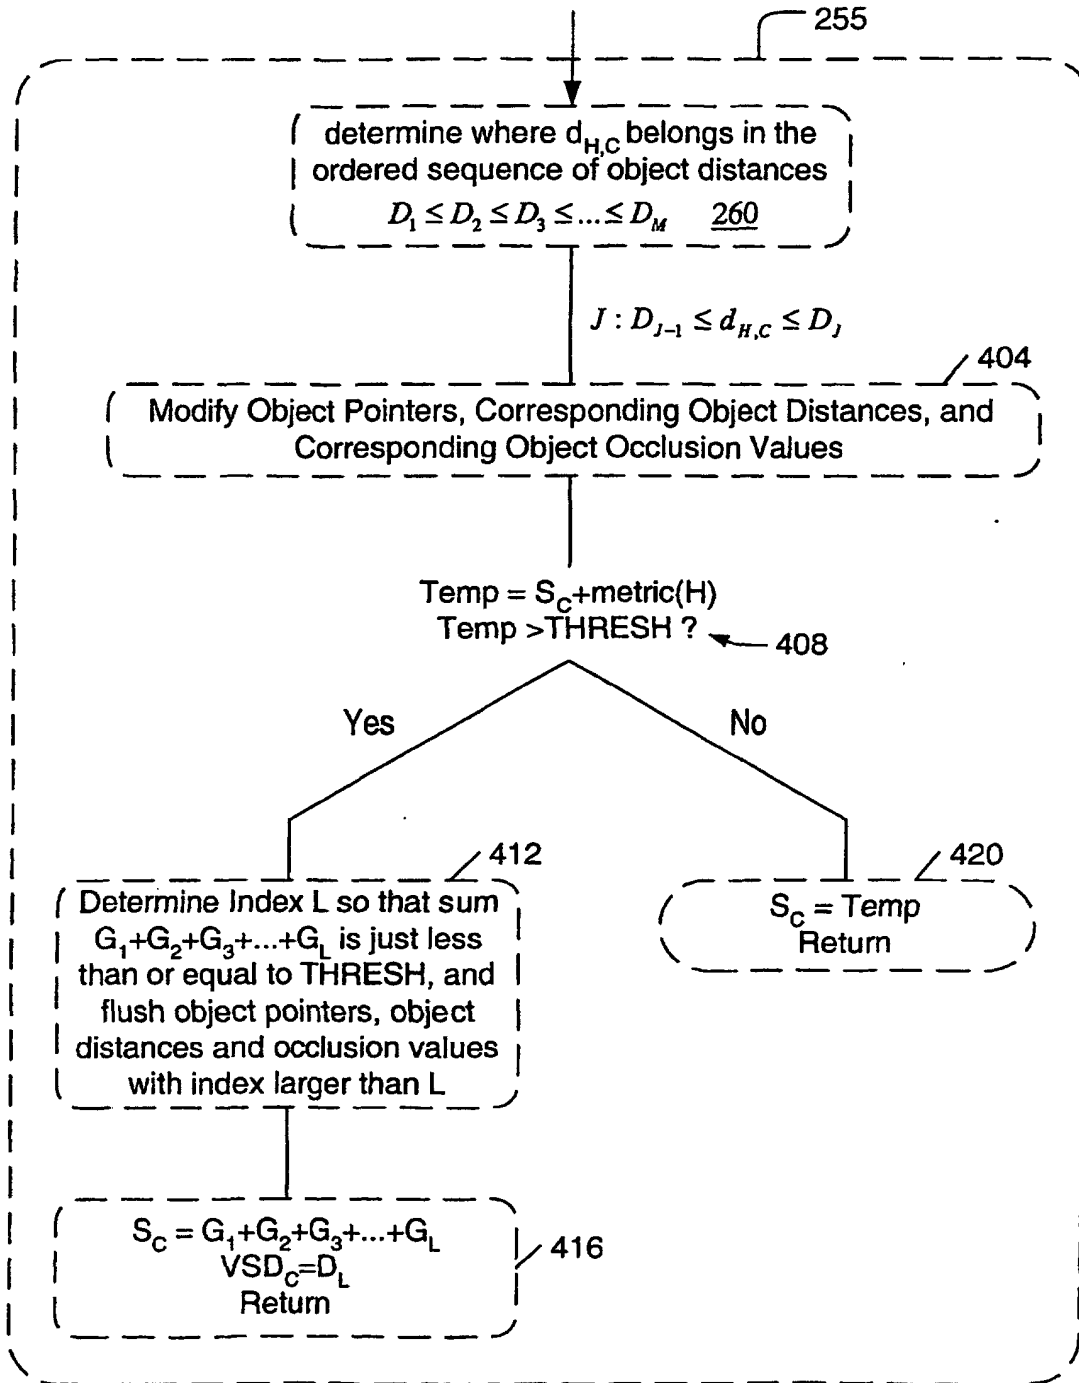 255
determine where d_H,C belongs in the
ordered sequence of object distances
D_1 ≤ D_2 ≤ D_3 ≤ ... ≤ D_M 260
J : D_J−1 ≤ d_H,C ≤ D_J
404
Modify Object Pointers, Corresponding Object Distances, and
Corresponding Object Occlusion Values
Temp = S_C+metric(H)
Temp >THRESH ?
408
Yes
No
412
Determine Index L so that sum
G_1+G_2+G_3+...+G_L is just less
than or equal to THRESH, and
flush object pointers, object
distances and occlusion values
with index larger than L
420
S_C = Temp
Return
S_C = G_1+G_2+G_3+...+G_L
VSD_C=D_L
Return
416